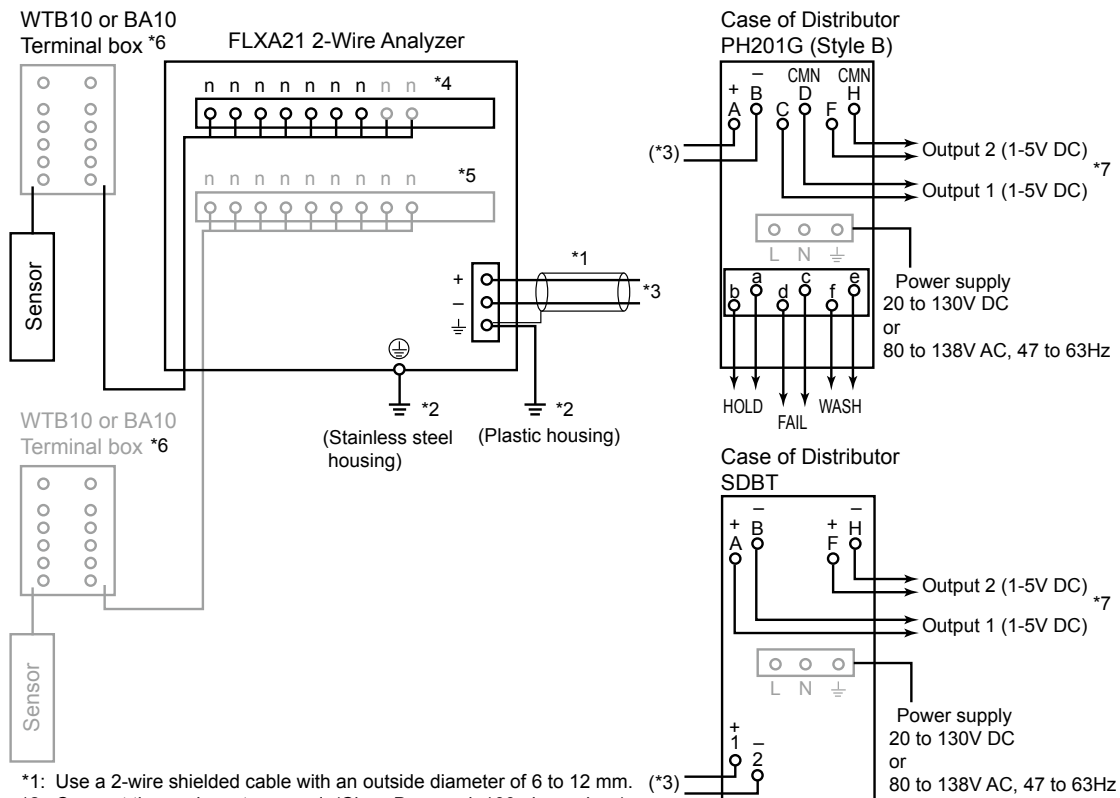 WTB10 or BA10
Terminal box *6
FLXA21 2-Wire Analyzer
n n n n n n n n n *4
n n n n n n n n n *5
Sensor
+
–
*1
*3
*2
(Stainless steel
housing)
*2
(Plastic housing)
WTB10 or BA10
Terminal box *6
Sensor
Case of Distributor
PH201G (Style B)
+ – CMN CMN
A B C D F H
(*3)
Output 2 (1-5V DC)
*7
Output 1 (1-5V DC)
L N
Power supply
20 to 130V DC
or
80 to 138V AC, 47 to 63Hz
b a d c f e
HOLD
FAIL
WASH
Case of Distributor
SDBT
+ – + –
A B F H
Output 2 (1-5V DC)
*7
Output 1 (1-5V DC)
L N
Power supply
20 to 130V DC
or
80 to 138V AC, 47 to 63Hz
+ –
1 2
(*3)
*1: Use a 2-wire shielded cable with an outside diameter of 6 to 12 mm.